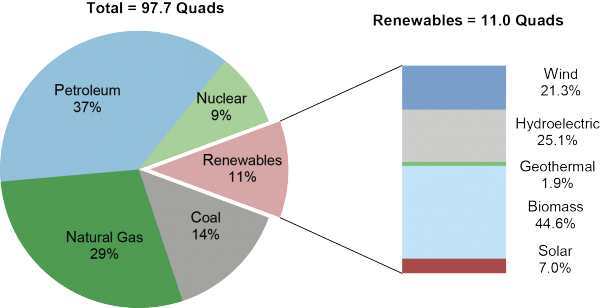 Total = 97.7 Quads
Renewables = 11.0 Quads
Petroleum
37%
Nuclear
9%
Renewables
11%
Coal
14%
Natural Gas
29%
Wind
21.3%
Hydroelectric
25.1%
Geothermal
1.9%
Biomass
44.6%
Solar
7.0%